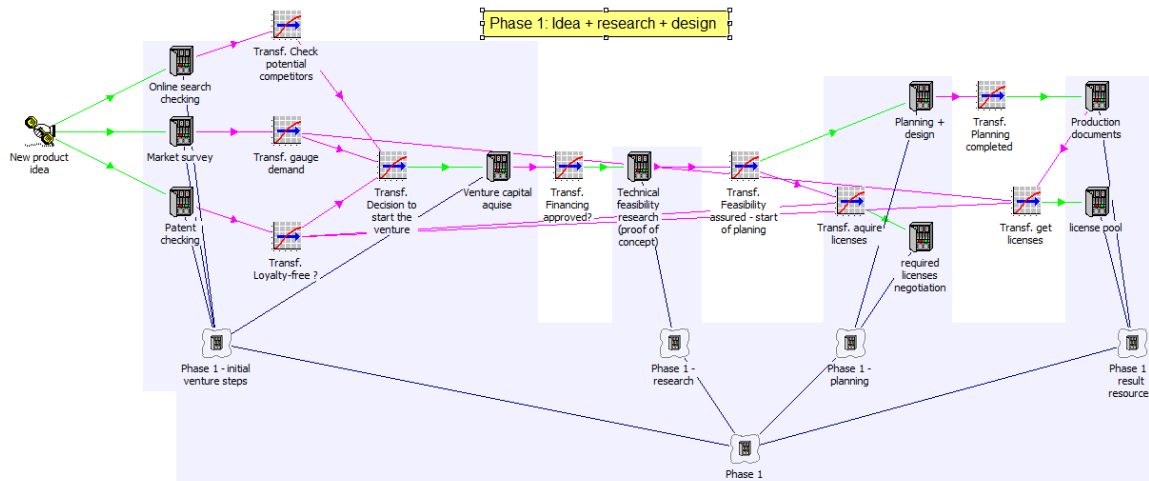 Phase 1: Idea + research + design
Transf. Check
potential
competitors
Online search
checking
Planning +
design
Transf.
Planning
completed
Production
documents
New product
idea
Market survey
Transf. gauge
demand
Transf.
Decision to
start the
venture
Venture capital
aquise
Transf.
Financing
approved?
Technical
feasibility
research
(proof of
concept)
Transf.
Feasibility
assured - start
of planing
Patent
checking
Transf. aquire
licenses
Transf. get
licenses
license pool
Transf.
Loyalty-free ?
required
licenses
negotiation
Phase 1 - initial
venture steps
Phase 1 -
research
Phase 1 -
planning
Phase 1
result
resource
Phase 1